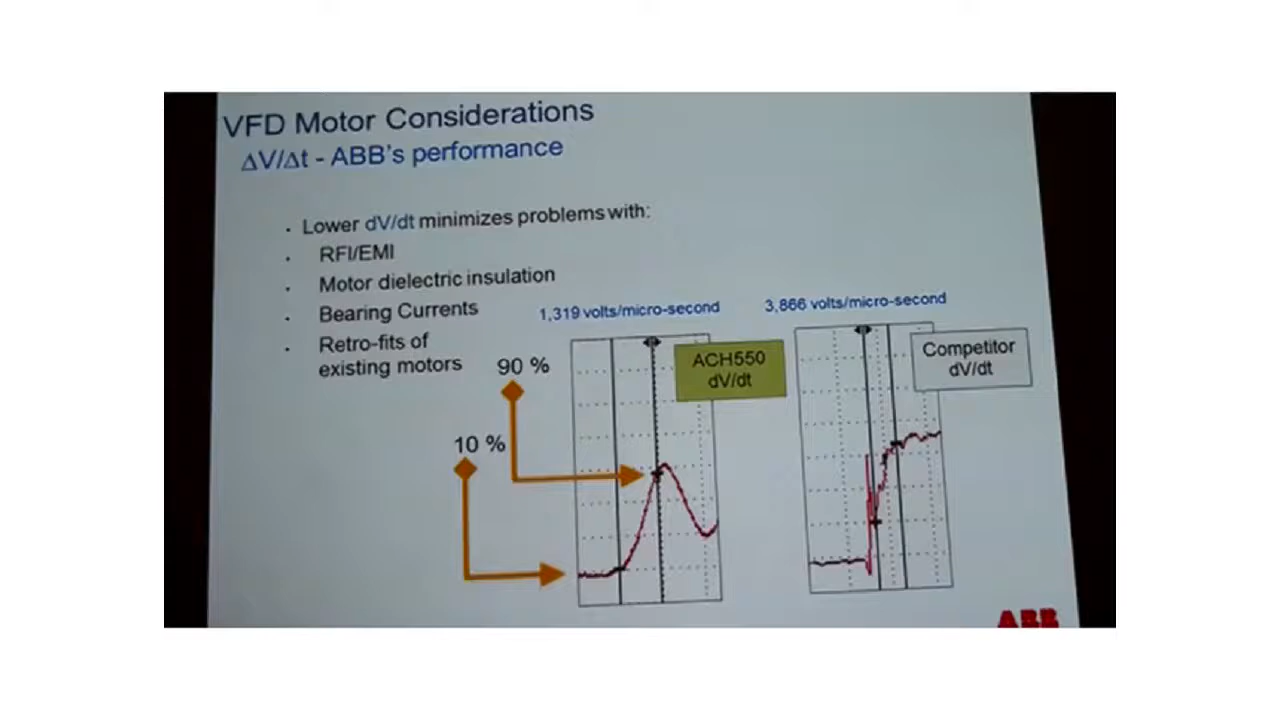 VFD Motor Considerations
ΔV/Δt - ABB's performance
. Lower dV/dt minimizes problems with:
. RFI/EMI
. Motor dielectric insulation
. Bearing Currents
. Retro-fits of
existing motors
1,319 volts/micro-second
3,866 volts/micro-second
90 %
10 %
ACH550
dV/dt
Competitor
dV/dt
ABB